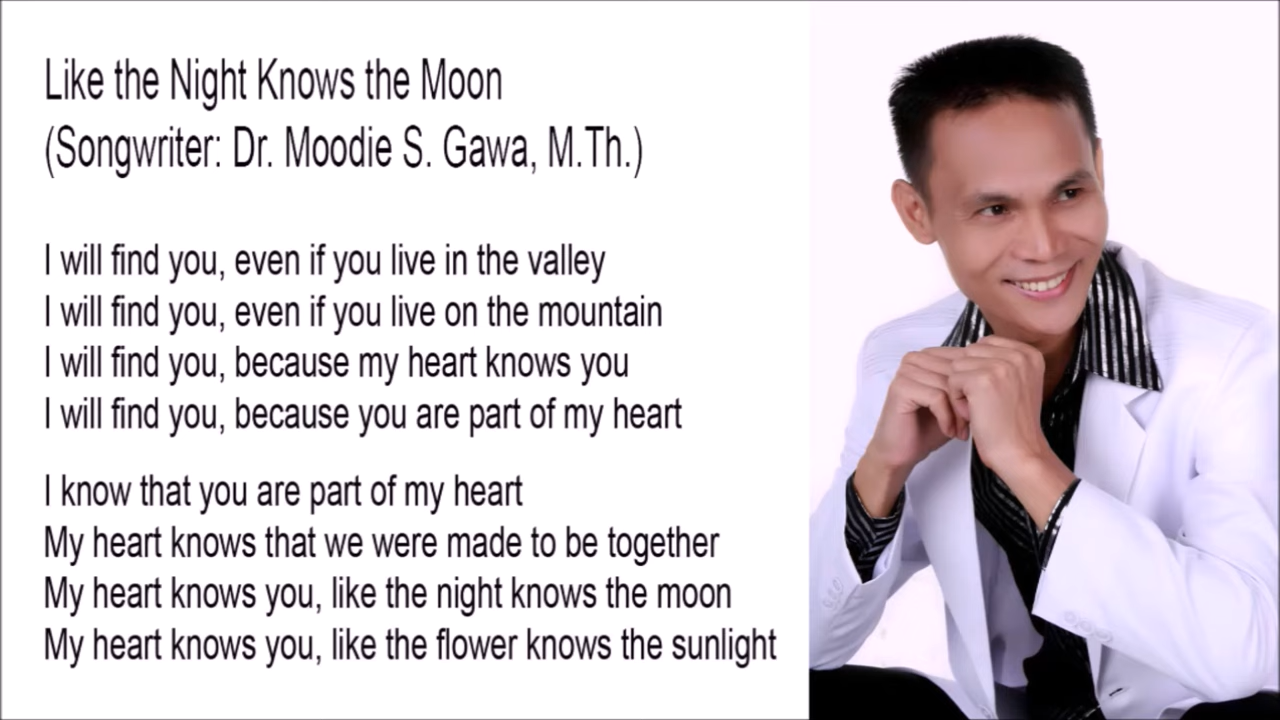 Like the Night Knows the Moon
(Songwriter: Dr. Moodie S. Gawa, M.Th.)
I will find you, even if you live in the valley
I will find you, even if you live on the mountain
I will find you, because my heart knows you
I will find you, because you are part of my heart
I know that you are part of my heart
My heart knows that we were made to be together
My heart knows you, like the night knows the moon
My heart knows you, like the flower knows the sunlight